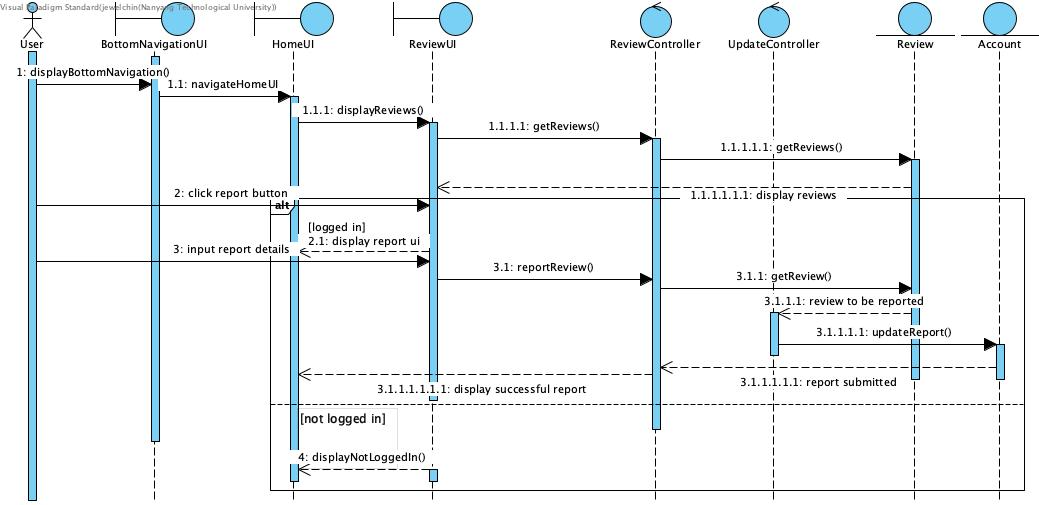 Visual Paradigm Standard(jewelchin(Nanyang Technological University))
User
BottomNavigationUI
HomeUI
ReviewUI
ReviewController
UpdateController
Review
Account
1: displayBottomNavigation()
1.1: navigateHomeUI
1.1.1: displayReviews()
1.1.1.1: getReviews()
1.1.1.1.1: getReviews()
1.1.1.1.1.1: display reviews
2: click report button
alt
[logged in]
2.1: display report ui
3: input report details
3.1: reportReview()
3.1.1: getReview()
3.1.1.1: review to be reported
3.1.1.1.1: updateReport()
3.1.1.1.1.1: report submitted
3.1.1.1.1.1.1: display successful report
[not logged in]
4: displayNotLoggedIn()